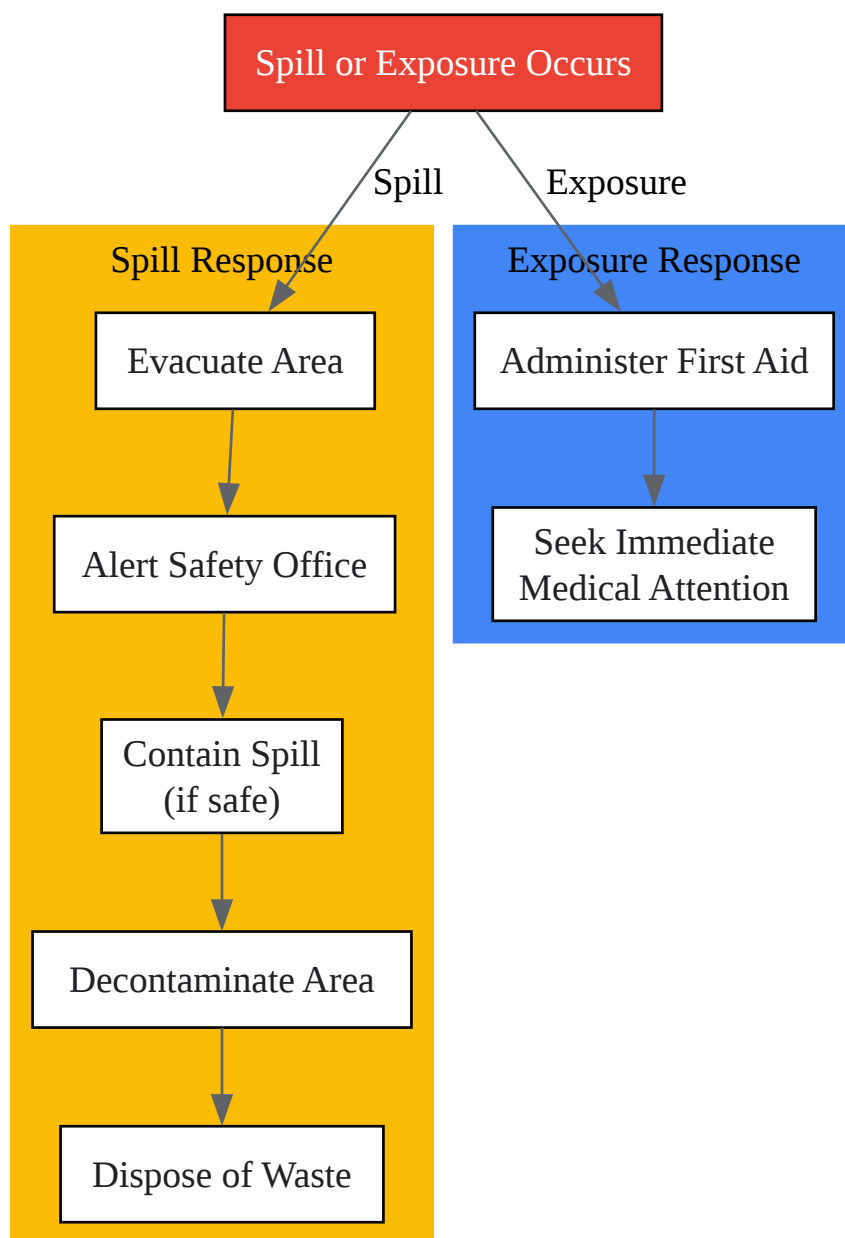 Spill or Exposure Occurs
Spill
Exposure
Spill Response
Evacuate Area
Alert Safety Office
Contain Spill
(if safe)
Decontaminate Area
Dispose of Waste
Exposure Response
Administer First Aid
Seek Immediate
Medical Attention